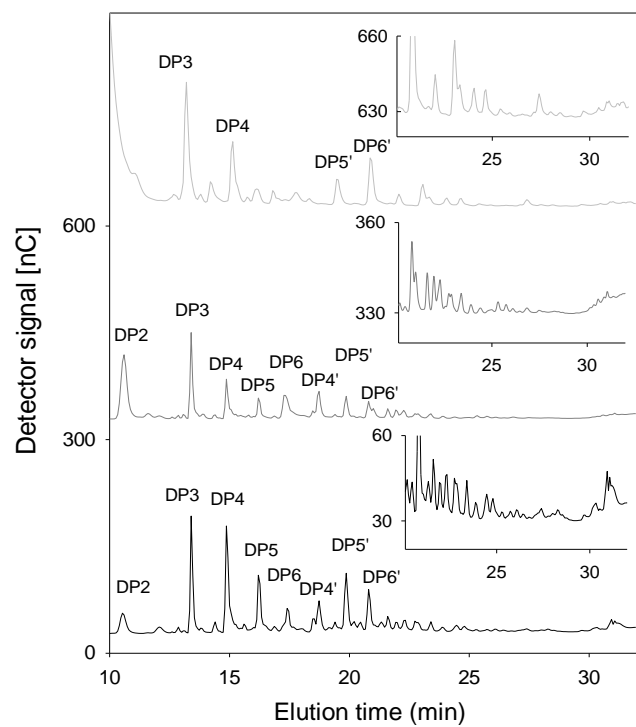 660
630
25 30
DP3
DP4
DP5'
DP6'
600
360
330
25 30
DP2
DP3
DP4
DP5
DP6
DP4'
DP5'
DP6'
300
60
30
25 30
DP2
DP3
DP4
DP5
DP6
DP4'
DP5'
DP6'
0
10 15 20 25 30
Detector signal [nC]
Elution time (min)